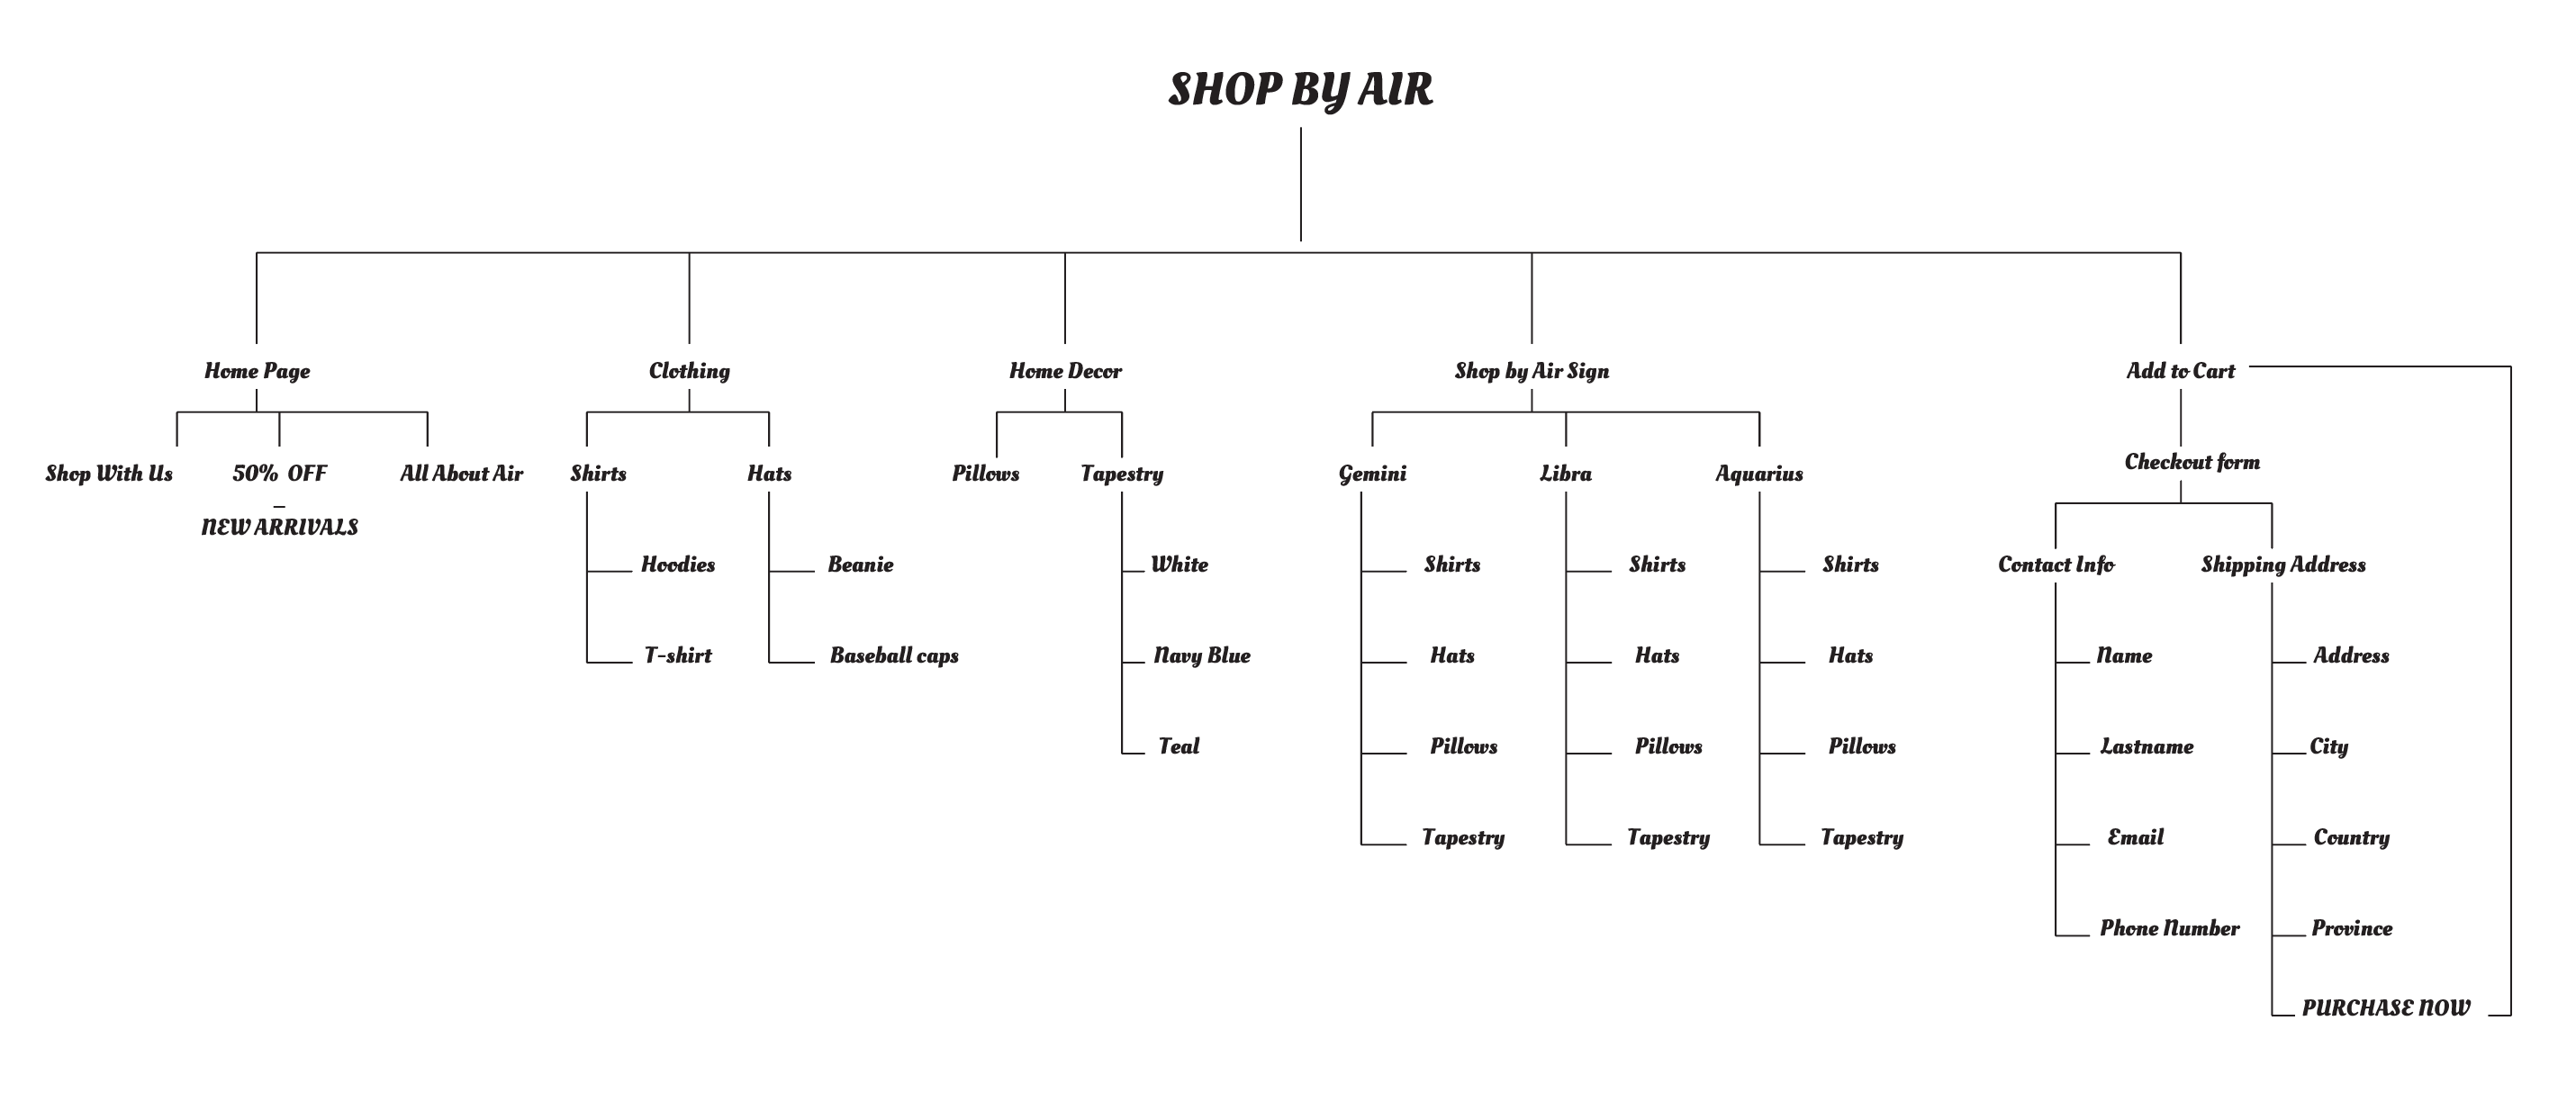 SHOP BY AIR
Home Page
Clothing
Home Decor
Shop by Air Sign
Add to Cart
Shop With Us
50% OFF
NEW ARRIVALS
All About Air
Shirts
Hats
Pillows
Tapestry
Gemini
Libra
Aquarius
Checkout form
Hoodies
T-shirt
Beanie
Baseball caps
White
Navy Blue
Teal
Shirts
Hats
Pillows
Tapestry
Shirts
Hats
Pillows
Tapestry
Shirts
Hats
Pillows
Tapestry
Contact Info
Shipping Address
Name
Lastname
Email
Phone Number
Address
City
Country
Province
PURCHASE NOW